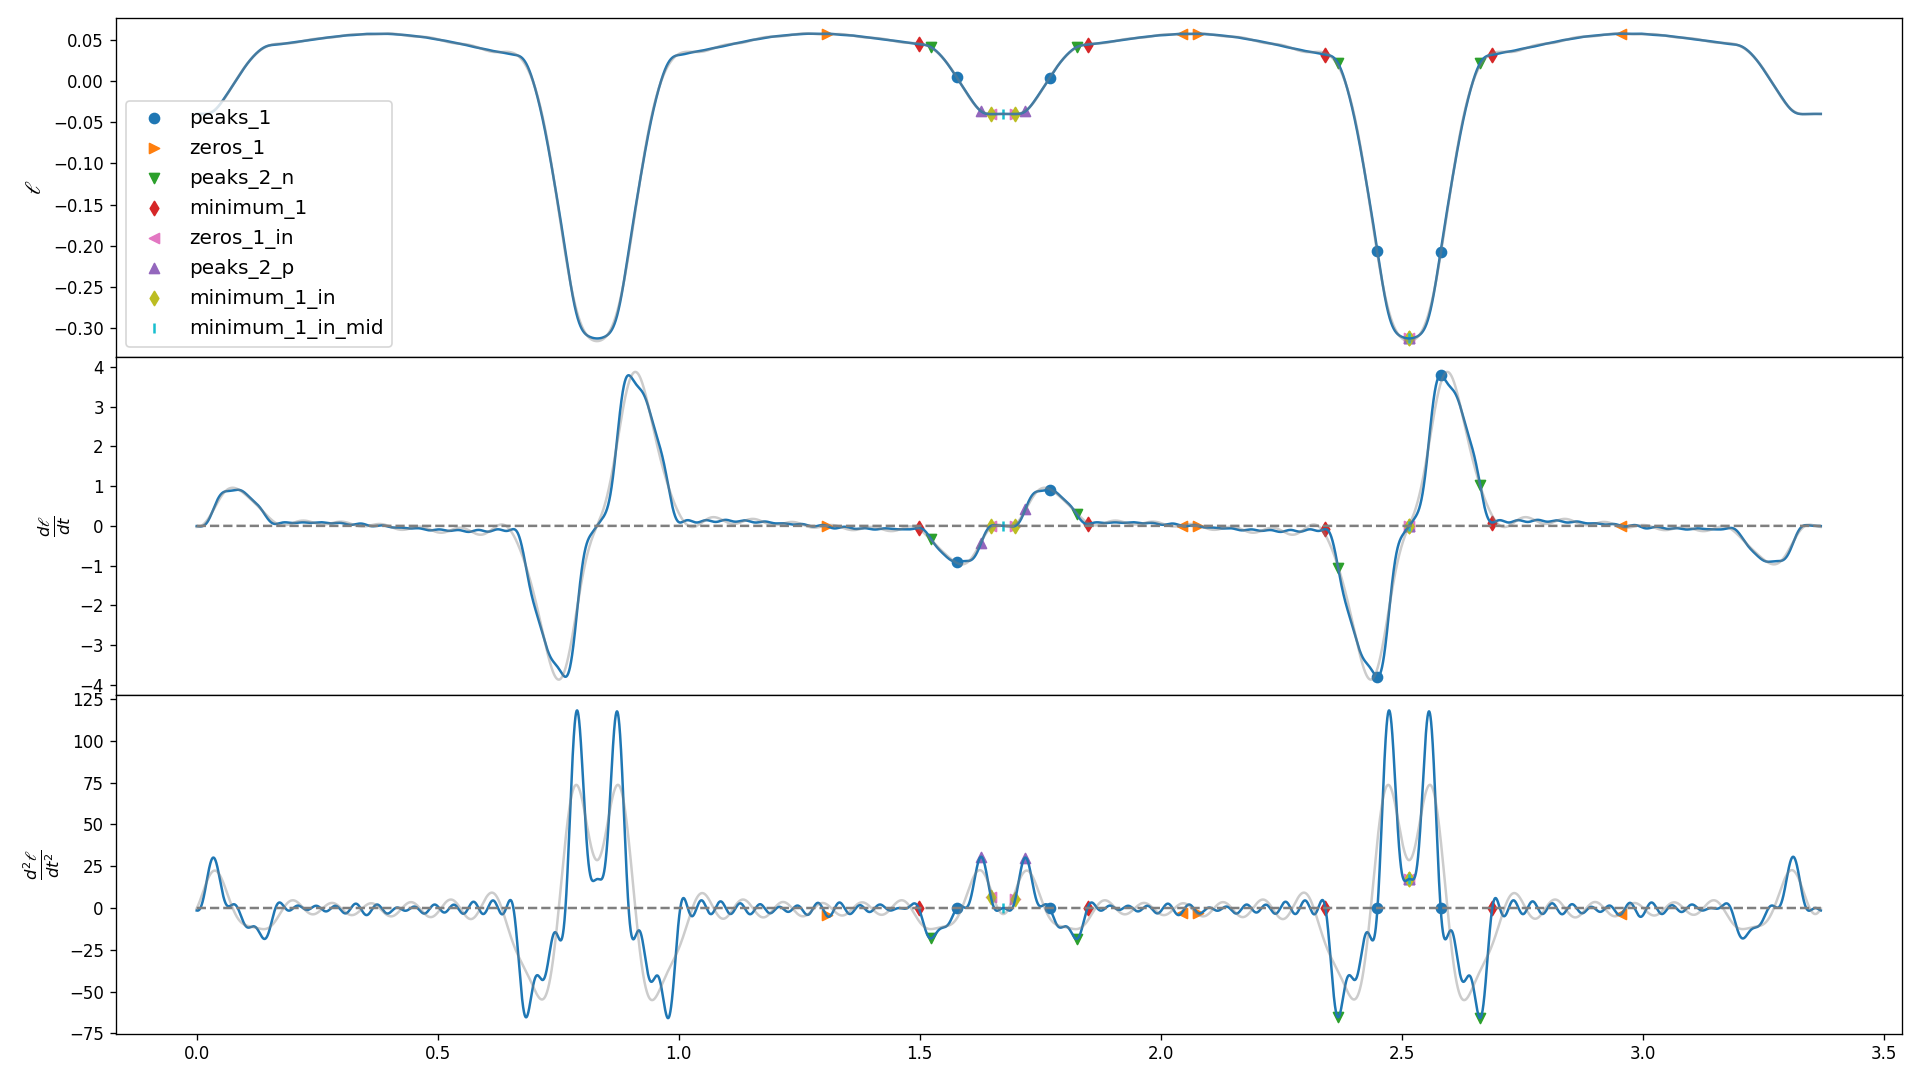 0.05
0.00
−0.05
−0.10
−0.15
−0.20
−0.25
−0.30
ℓ
peaks_1
zeros_1
peaks_2_n
minimum_1
zeros_1_in
peaks_2_p
minimum_1_in
minimum_1_in_mid
4
3
2
1
0
−1
−2
−3
−4
dℓ
dt
125
100
75
50
25
0
−25
−50
−75
d²ℓ
dt²
0.0 0.5 1.0 1.5 2.0 2.5 3.0 3.5